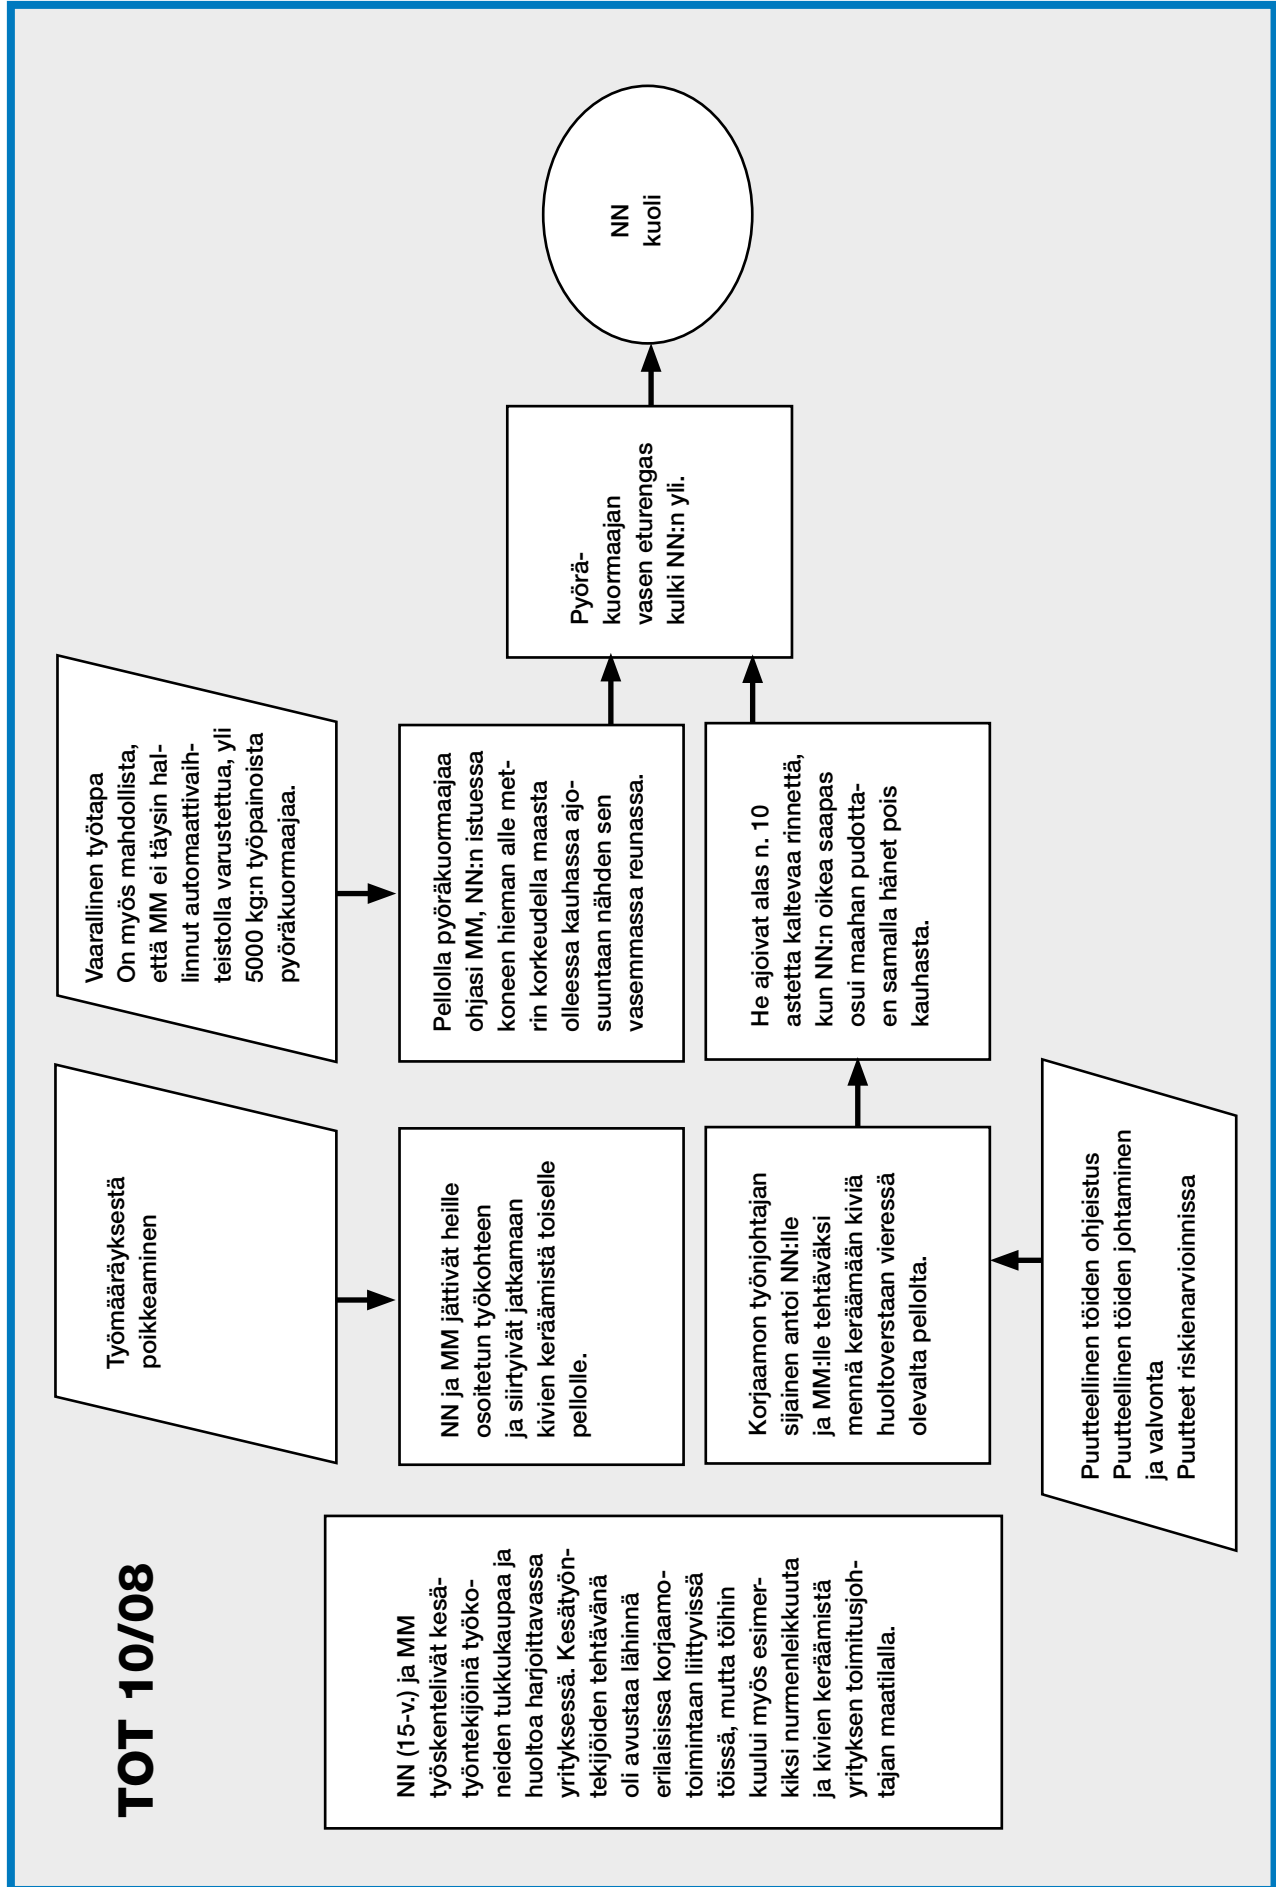 TOT 10/08
NN (15-v.) ja MM
työskentelivät kesä-
työntekijöinä työko-
neiden tukkukaupaa ja
huoltoa harjoittavassa
yrityksessä. Kesätyön-
tekijöiden tehtävänä
oli avustaa lähinnä
erilaisissa korjaamo-
toimintaan liittyvissä
töissä, mutta töihin
kuului myös esimer-
kiksi nurmenleikkuuta
ja kivien keräämistä
yrityksen toimitusjoh-
tajan maatilalla.
Työmääräyksestä
poikkeaminen
NN ja MM jättivät heille
osoitetun työkohteen
ja siirtyivät jatkamaan
kivien keräämistä toiselle
pellolle.
Korjaamon työnjohtajan
sijainen antoi NN:lle
ja MM:lle tehtäväksi
mennä keräämään kiviä
huoltoverstaan vieressä
olevalta pellolta.
Puutteellinen töiden ohjeistus
Puutteellinen töiden johtaminen
ja valvonta
Puutteet riskienarvioinnissa
Vaarallinen työtapa
On myös mahdollista,
että MM ei täysin hal-
linnut automaattivaih-
teistolla varustettua, yli
5000 kg:n työpainoista
pyöräkuormaajaa.
Pellolla pyöräkuormaajaa
ohjasi MM, NN:n istuessa
koneen hieman alle met-
rin korkeudella maasta
olleessa kauhassa ajo-
suuntaan nähden sen
vasemmassa reunassa.
He ajoivat alas n. 10
astetta kaltevaa rinnettä,
kun NN:n oikea saapas
osui maahan pudotta-
en samalla hänet pois
kauhasta.
Pyörä-
kuormaajan
vasen eturengas
kulki NN:n yli.
NN
kuoli